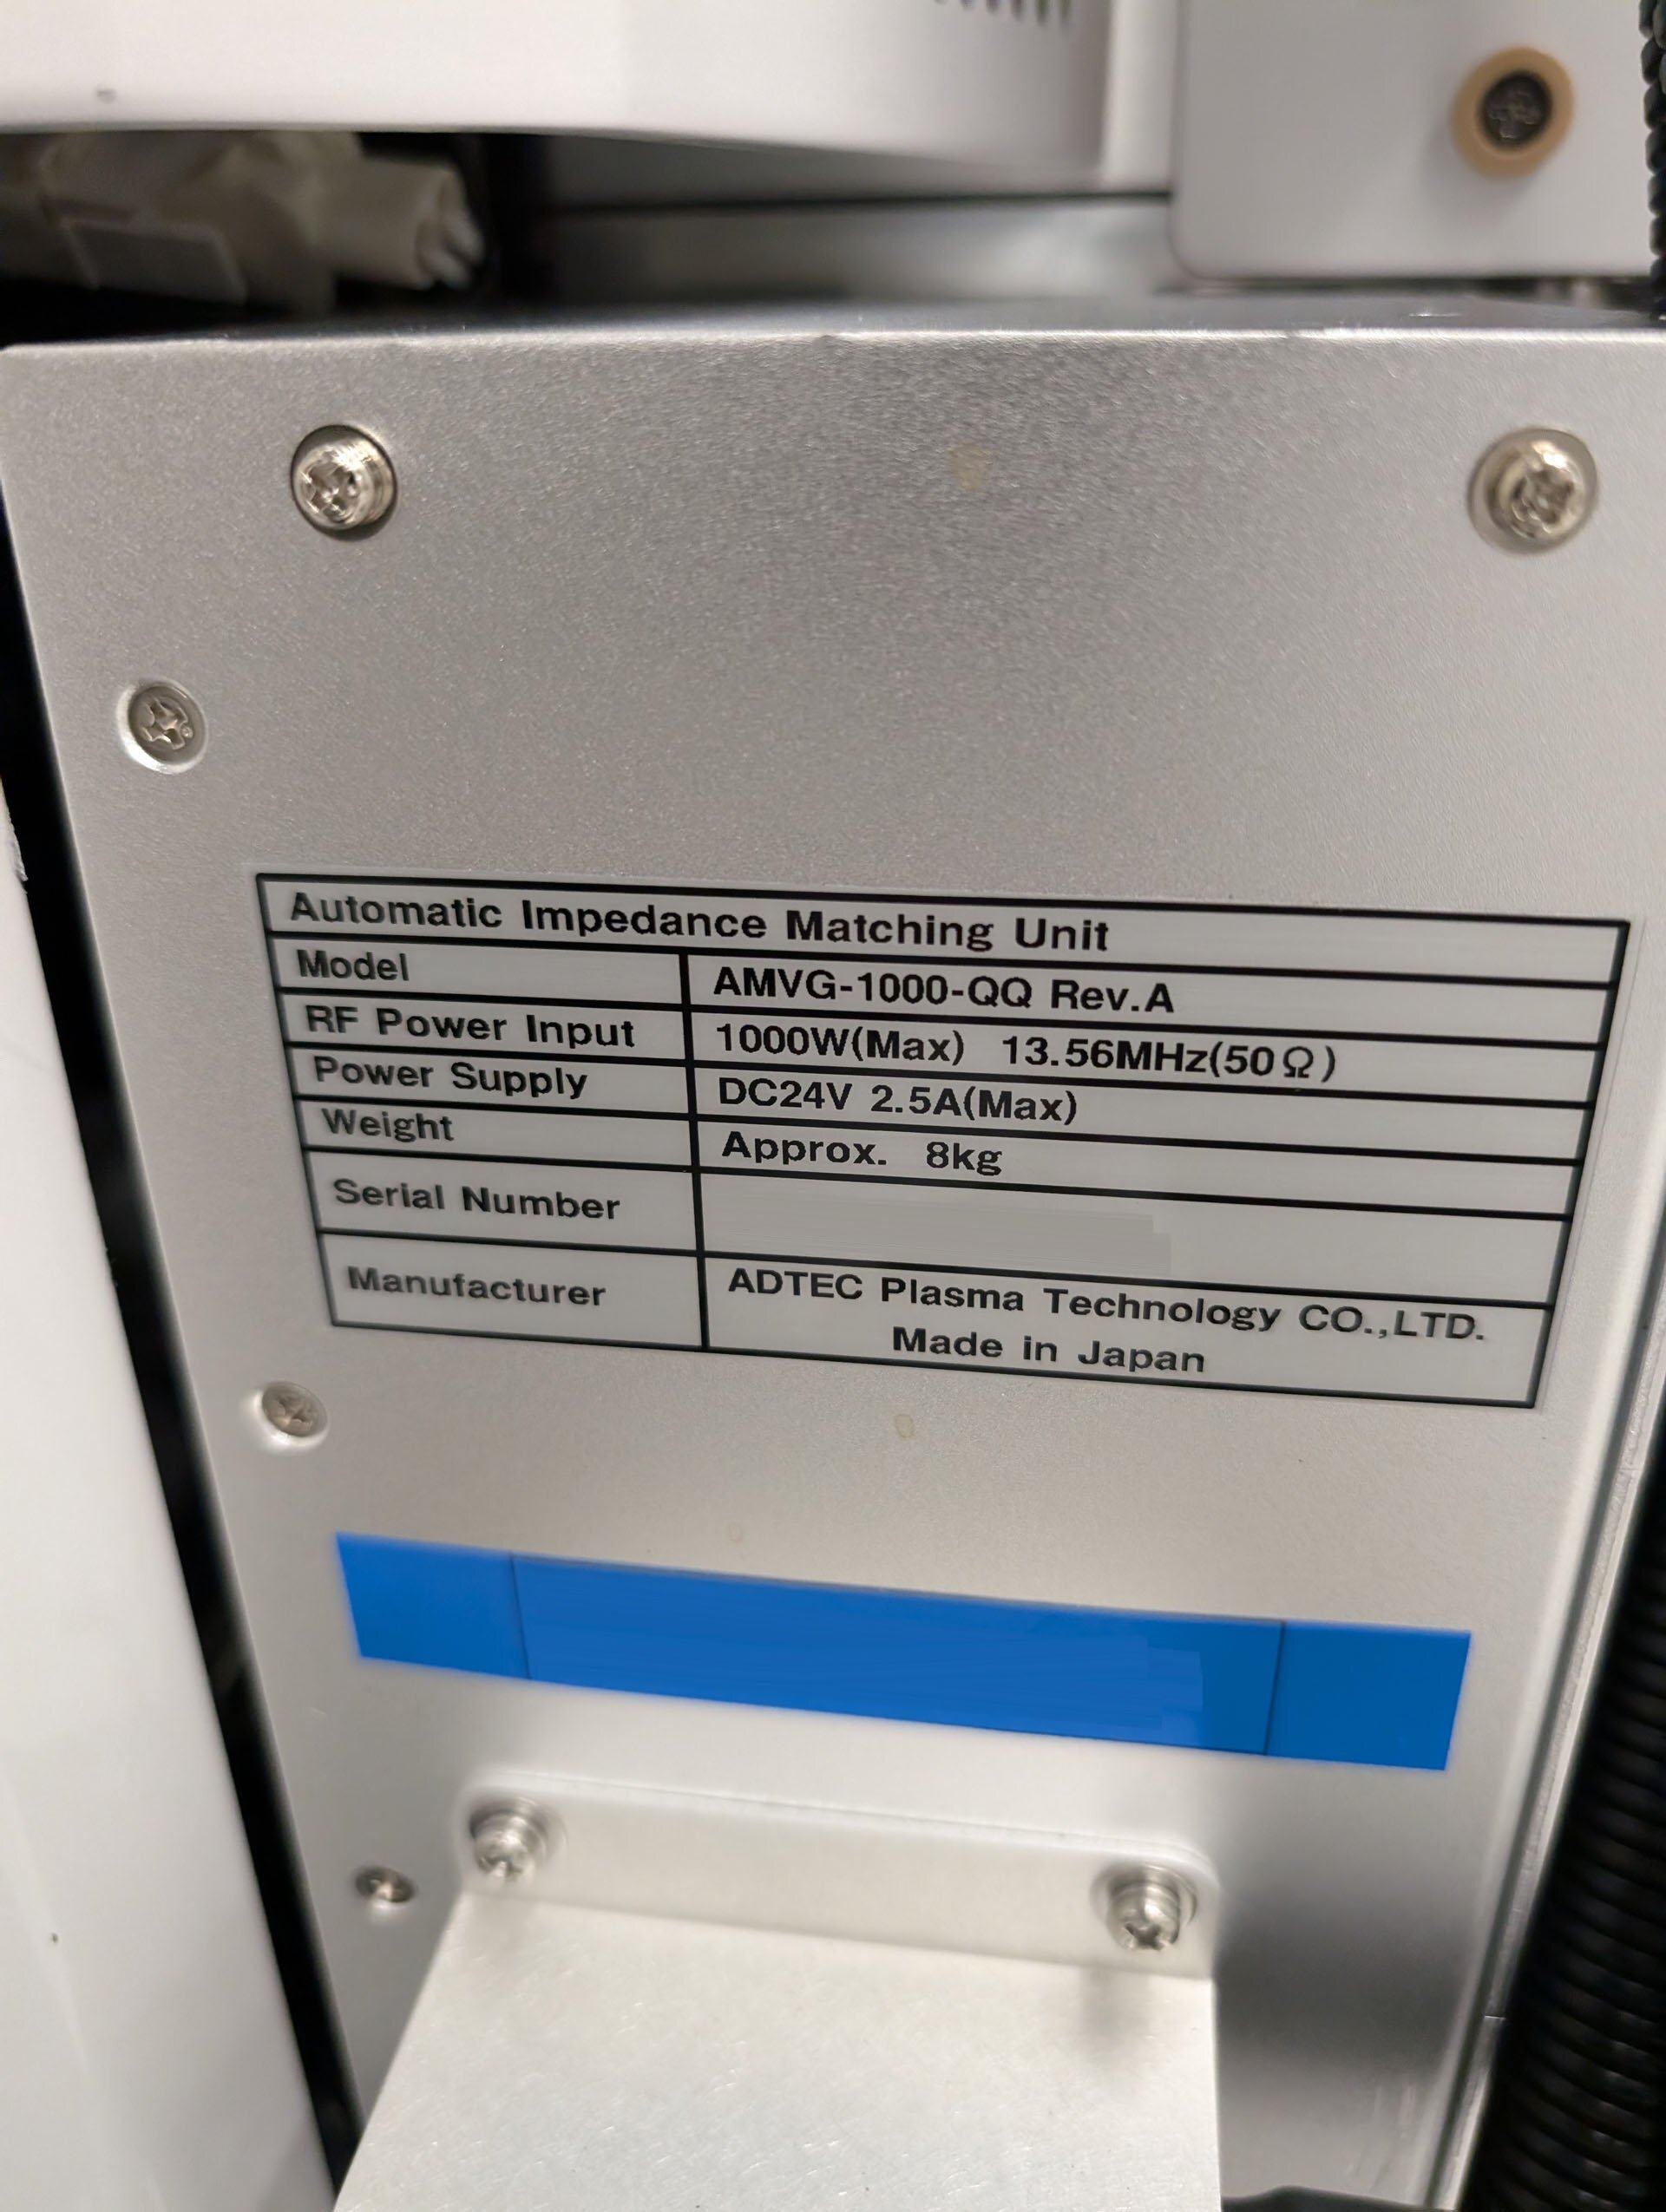 Automatic Impedance Matching Unit
Model AMVG-1000-QQ Rev.A
RF Power Input 1000W(Max) 13.56MHz(50Ω)
Power Supply DC24V 2.5A(Max)
Weight Approx. 8kg
Serial Number
Manufacturer ADTEC Plasma Technology CO.,LTD.
Made in Japan